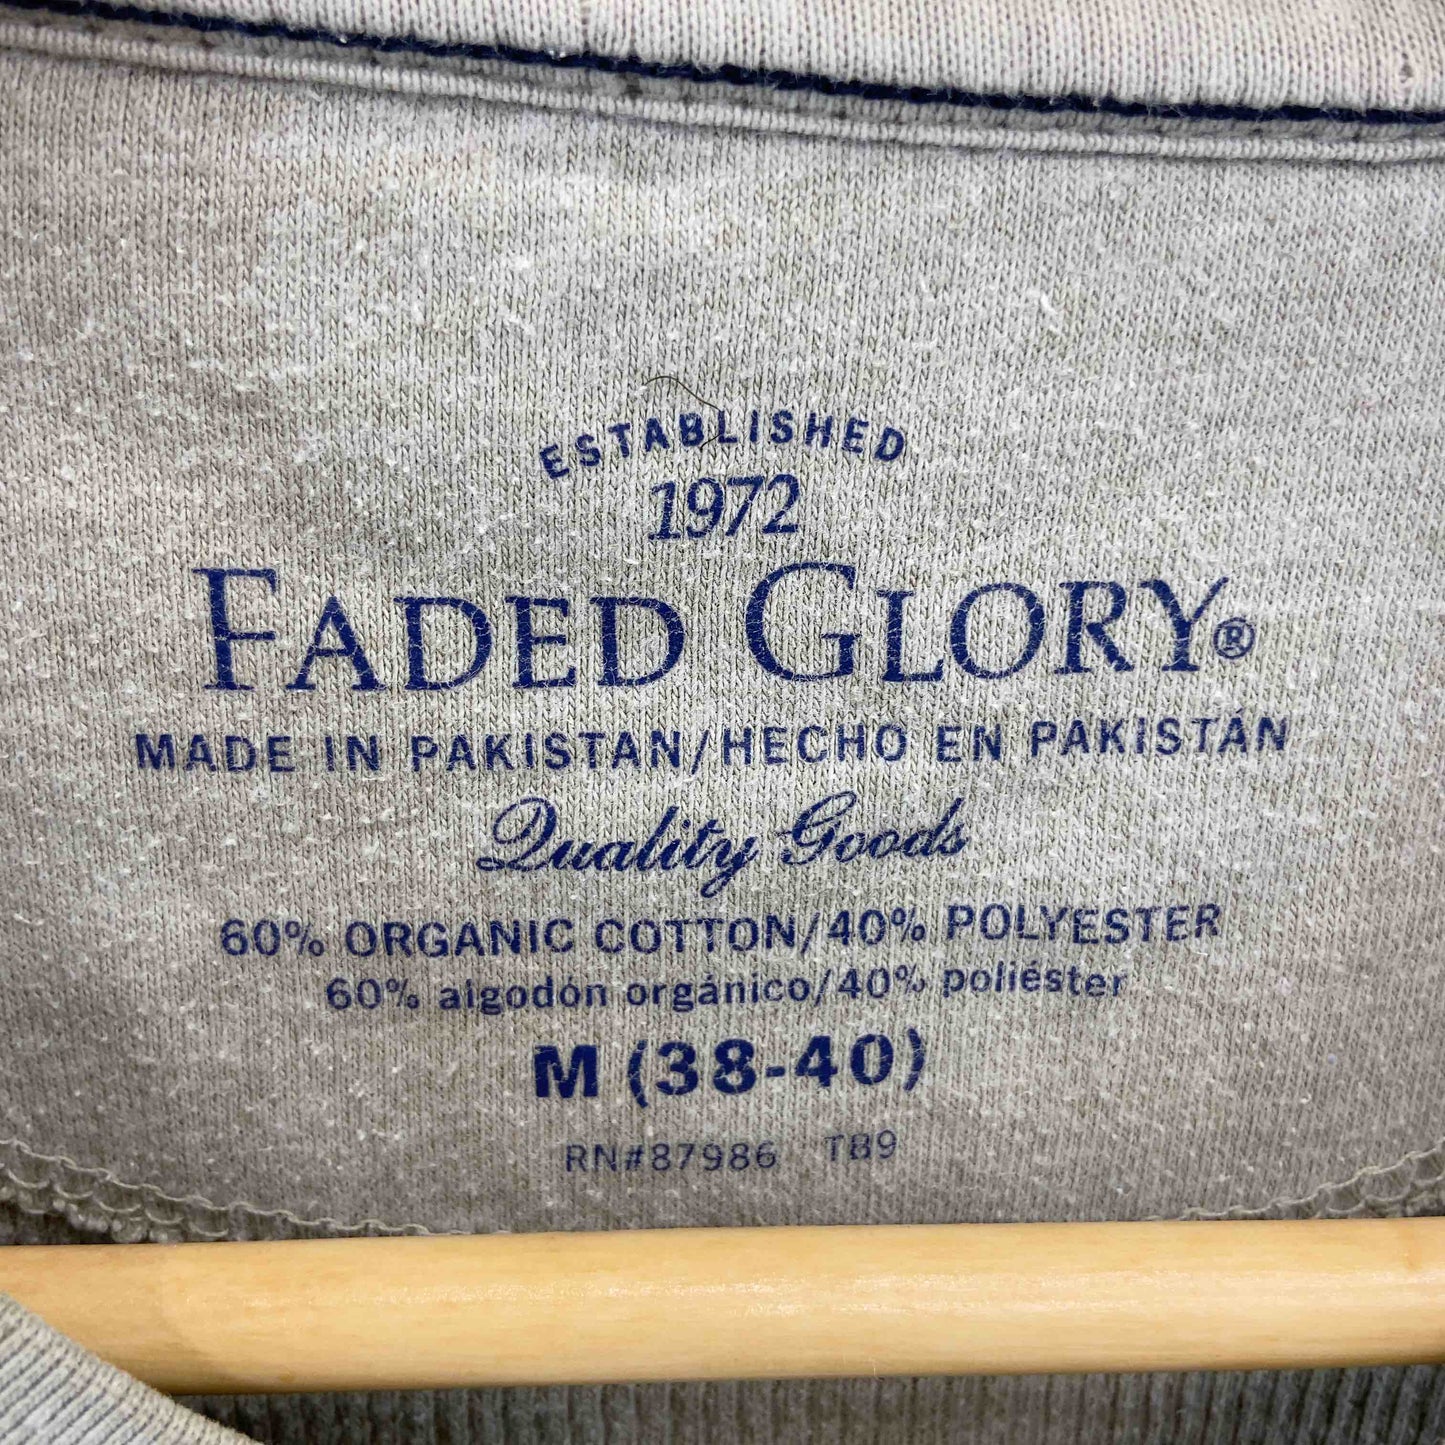 ESTABLISHED
1972
FADED GLORY®
MADE IN PAKISTAN/HECHO EN PAKISTÁN
Quality Goods
60% ORGANIC COTTON/40% POLYESTER
60% algodón orgánico/40% poliéster
M (38-40)
RN#87986 TB9